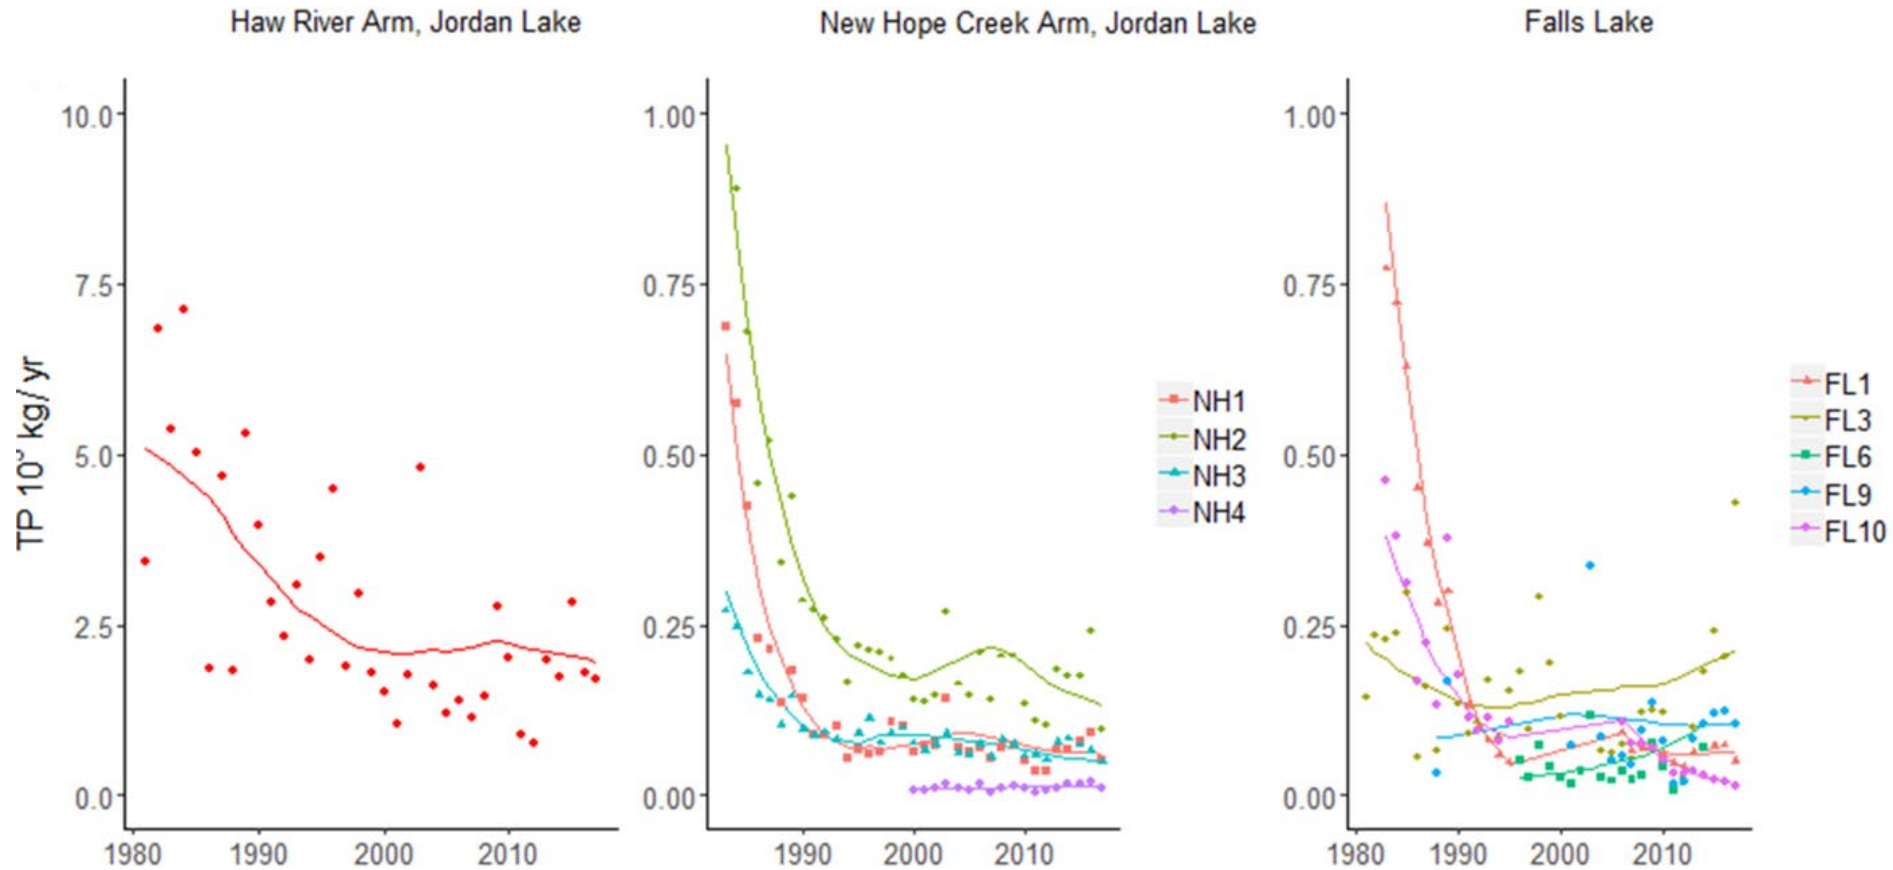 Haw River Arm, Jordan Lake
New Hope Creek Arm, Jordan Lake
Falls Lake
TP 10 kg/ yr
10.0
7.5
5.0
2.5
0.0
1980 1990 2000 2010
1.00
0.75
0.50
0.25
0.00
1990 2000 2010
NH1
NH2
NH3
NH4
1.00
0.75
0.50
0.25
0.00
1980 1990 2000 2010
FL1
FL3
FL6
FL9
FL10